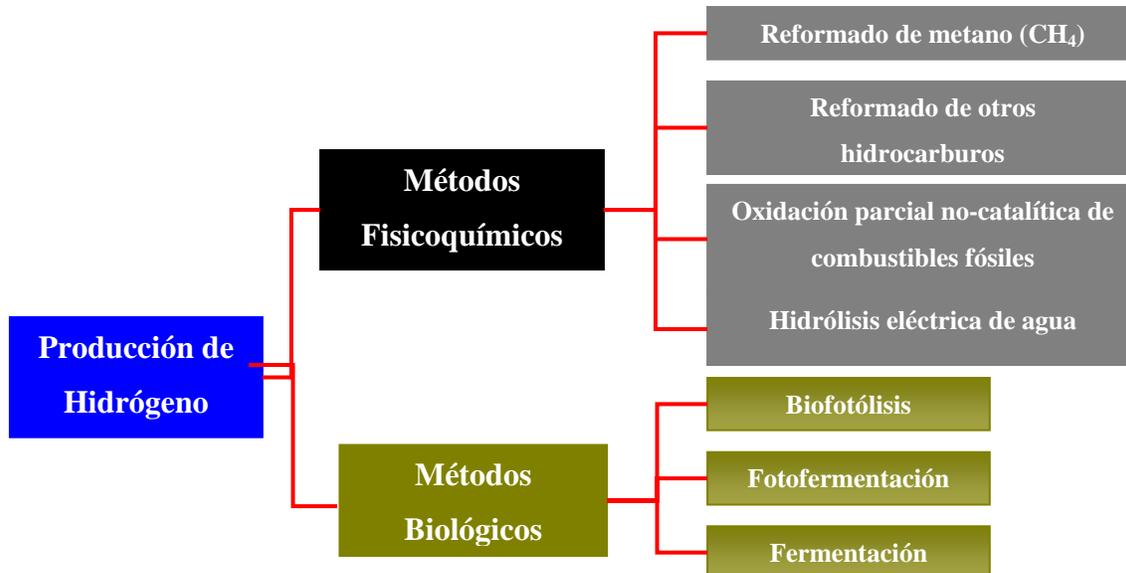 Producción de
Hidrógeno
Métodos
Fisicoquímicos
Reformado de metano (CH₄)
Reformado de otros
hidrocarburos
Oxidación parcial no-catalítica de
combustibles fósiles
Hidrólisis eléctrica de agua
Métodos
Biológicos
Biofotólisis
Fotofermentación
Fermentación